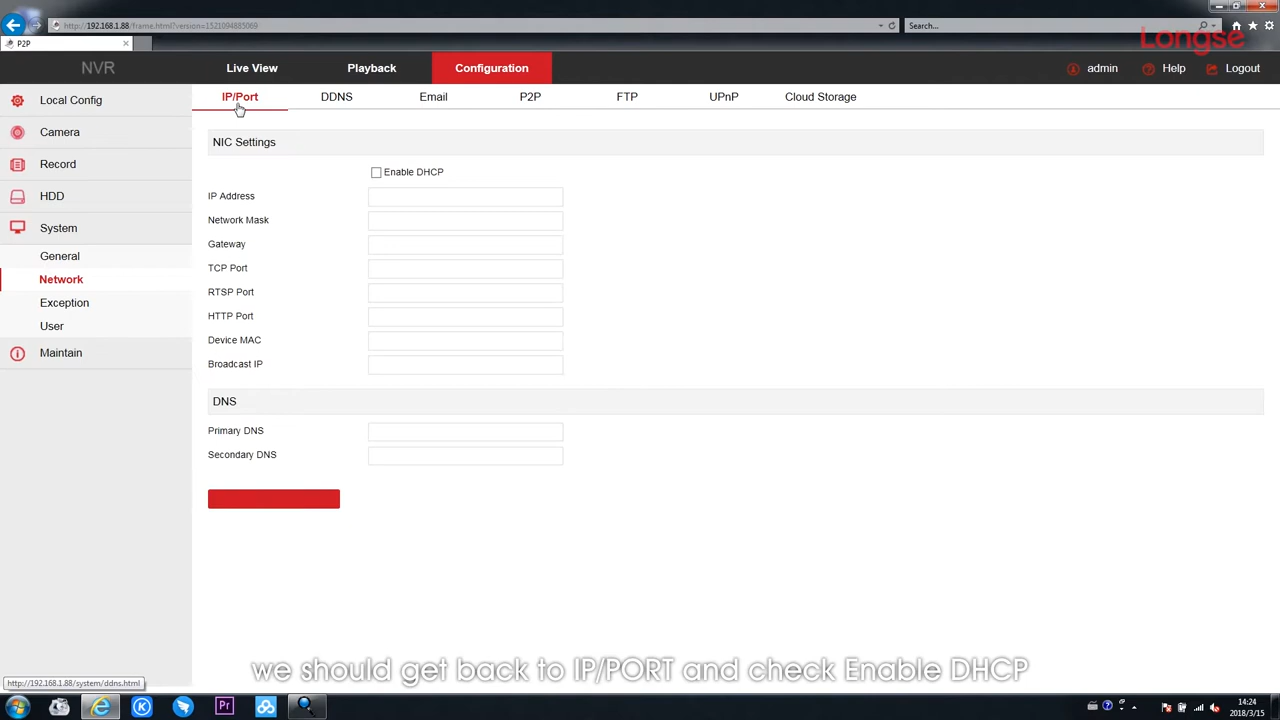 http://192.168.1.88/frame.html?version=1521094885069
Search...
P2P
Longse
NVR
Live View
Playback
Configuration
admin
Help
Logout
Local Config
Camera
Record
HDD
System
General
Network
Exception
User
Maintain
IP/Port
DDNS
Email
P2P
FTP
UPnP
Cloud Storage
NIC Settings
Enable DHCP
IP Address
Network Mask
Gateway
TCP Port
RTSP Port
HTTP Port
Device MAC
Broadcast IP
DNS
Primary DNS
Secondary DNS
we should get back to IP/PORT and check Enable DHCP
http://192.168.1.88/system/ddns.html
Pr
14:24
2018/3/15